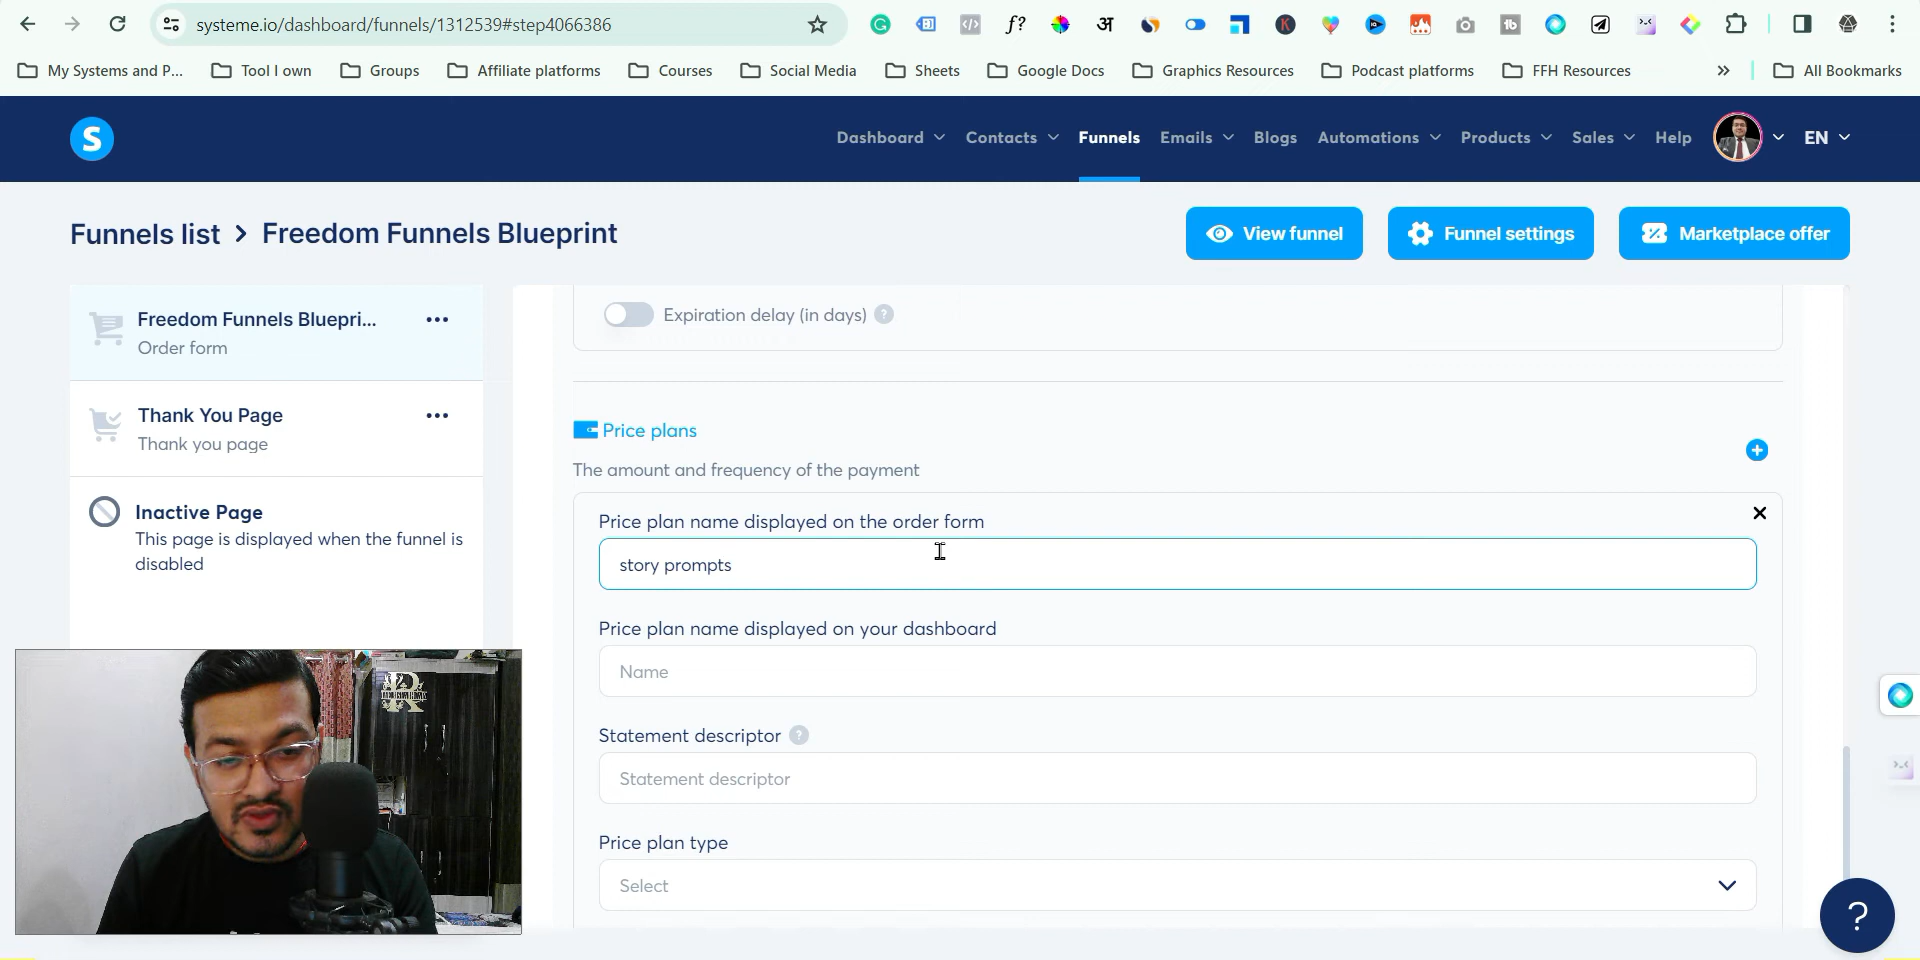 systeme.io/dashboard/funnels/1312539#step4066386
My Systems and P...
Tool I own
Groups
Affiliate platforms
Courses
Social Media
Sheets
Google Docs
Graphics Resources
Podcast platforms
FFH Resources
All Bookmarks
S
Dashboard
Contacts
Funnels
Emails
Blogs
Automations
Products
Sales
Help
EN
Funnels list > Freedom Funnels Blueprint
View funnel
Funnel settings
Marketplace offer
Freedom Funnels Bluepri...
Order form
Thank You Page
Thank you page
Inactive Page
This page is displayed when the funnel is
disabled
Expiration delay (in days) ?
Price plans
The amount and frequency of the payment
Price plan name displayed on the order form
story prompts
Price plan name displayed on your dashboard
Name
Statement descriptor ?
Statement descriptor
Price plan type
Select
?